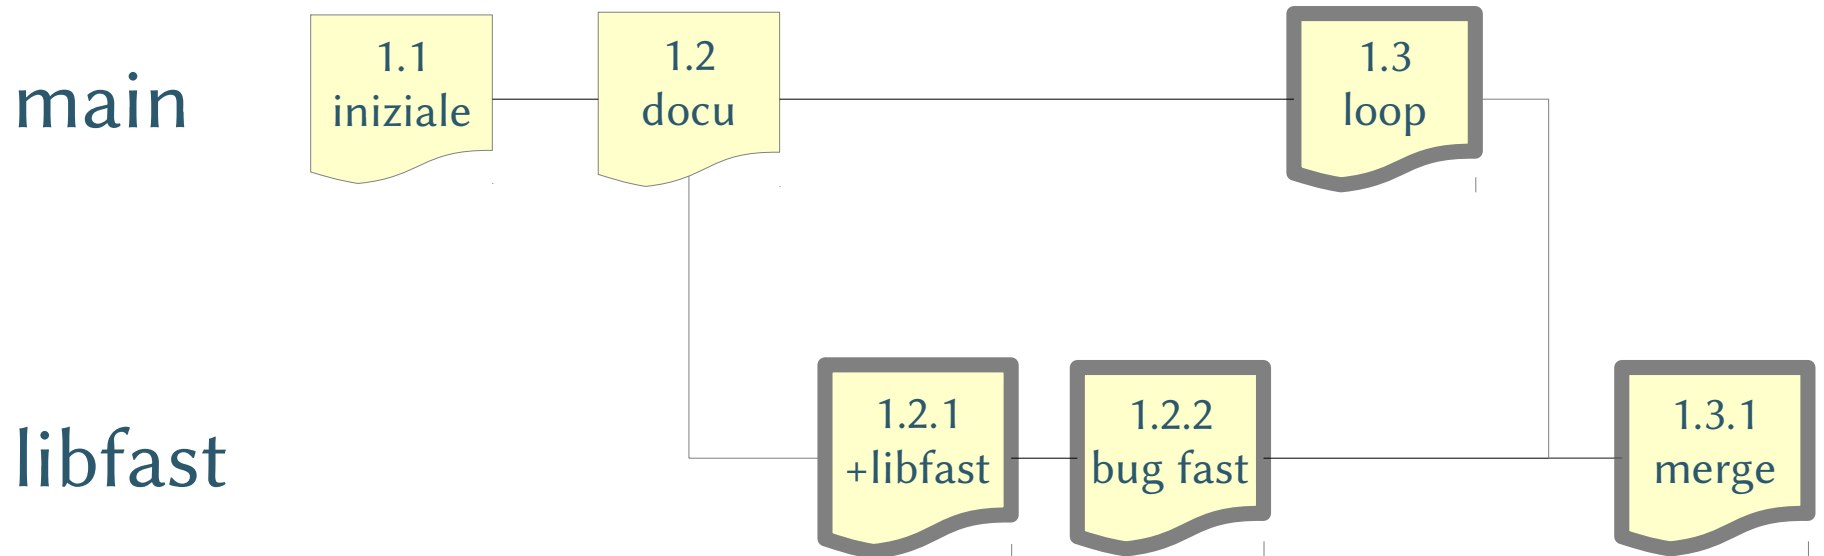 main
1.1
iniziale
1.2
docu
1.3
loop
libfast
1.2.1
+libfast
1.2.2
bug fast
1.3.1
merge